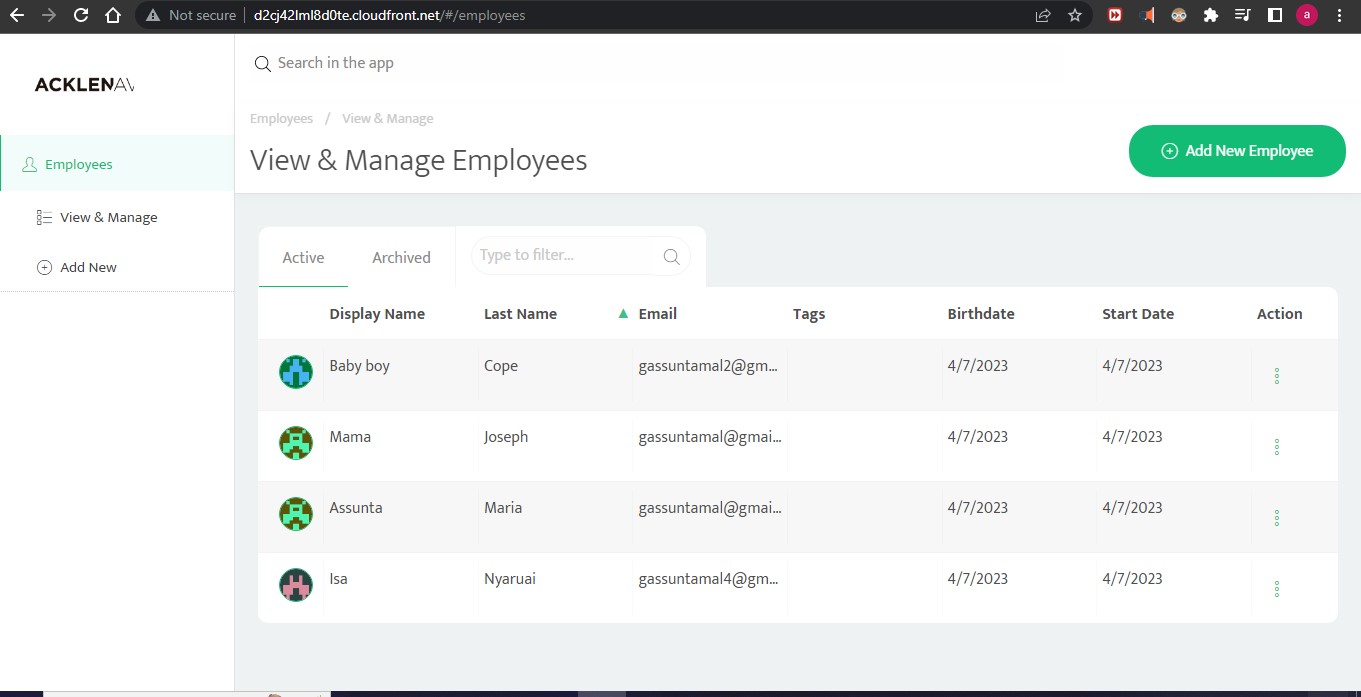 Not secure d2cj42lml8d0te.cloudfront.net/#/employees a
ACKLENAV
Search in the app
Employees / View & Manage
View & Manage Employees
Add New Employee
Employees
View & Manage
Add New
Active Archived Type to filter...
Display Name Last Name Email Tags Birthdate Start Date Action
Baby boy Cope gassuntamal2@gm... 4/7/2023 4/7/2023
Mama Joseph gassuntamal@gmai... 4/7/2023 4/7/2023
Assunta Maria gassuntamal@gmai... 4/7/2023 4/7/2023
Isa Nyaruai gassuntamal4@gm... 4/7/2023 4/7/2023